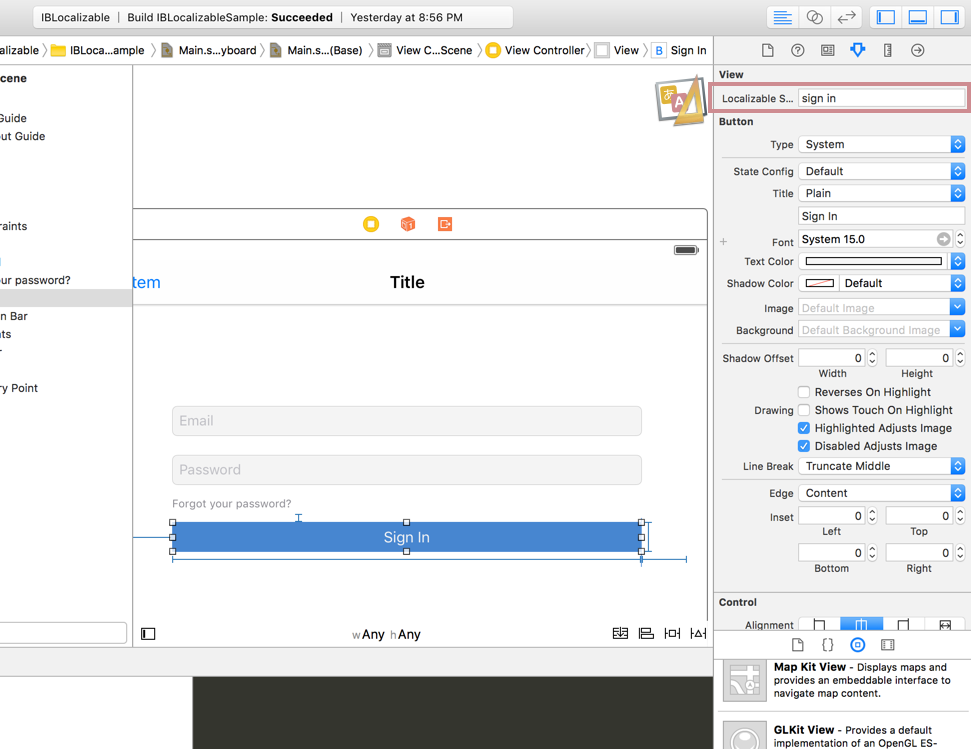 IBLocalizable | Build IBLocalizableSample: Succeeded | Yesterday at 8:56 PM
alizable IBLoca...ample Main.s...yboard Main.s...(Base) View C...Scene View Controller View B Sign In
cene
Guide
out Guide
raints
ur password?
n Bar
nts
ry Point
あ A
tem Title
Email
Password
Forgot your password?
Sign In
wAny hAny
View
Localizable S... sign in
Button
Type System
State Config Default
Title Plain
Sign In
Font System 15.0
Text Color
Shadow Color Default
Image Default Image
Background Default Background Image
Shadow Offset 0 0
Width Height
Reverses On Highlight
Drawing Shows Touch On Highlight
Highlighted Adjusts Image
Disabled Adjusts Image
Line Break Truncate Middle
Edge Content
Inset 0 0
Left Top
0 0
Bottom Right
Control
Alignment
Map Kit View - Displays maps and
provides an embeddable interface to
navigate map content.
GLKit View - Provides a default
implementation of an OpenGL ES-